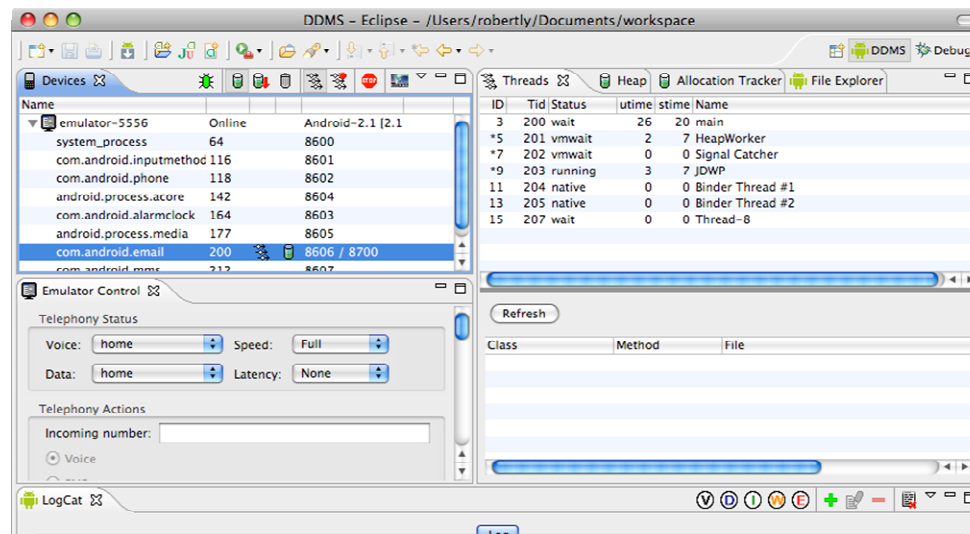 DDMS – Eclipse – /Users/robertly/Documents/workspace
DDMS Debug
Devices
Name
emulator-5556 Online Android-2.1 [2.1
system_process 64 8600
com.android.inputmethod 116 8601
com.android.phone 118 8602
android.process.acore 142 8604
com.android.alarmclock 164 8603
android.process.media 177 8605
com.android.email 200 8606 / 8700
com.android.mms 212 8607
Threads Heap Allocation Tracker File Explorer
ID Tid Status utime stime Name
3 200 wait 26 20 main
*5 201 vmwait 2 7 HeapWorker
*7 202 vmwait 0 0 Signal Catcher
*9 203 running 3 7 JDWP
11 204 native 0 0 Binder Thread #1
13 205 native 0 0 Binder Thread #2
15 207 wait 0 0 Thread-8
Emulator Control
Telephony Status
Voice: home Speed: Full
Data: home Latency: None
Telephony Actions
Incoming number:
Voice
Refresh
Class Method File
LogCat
V D I W E
Log